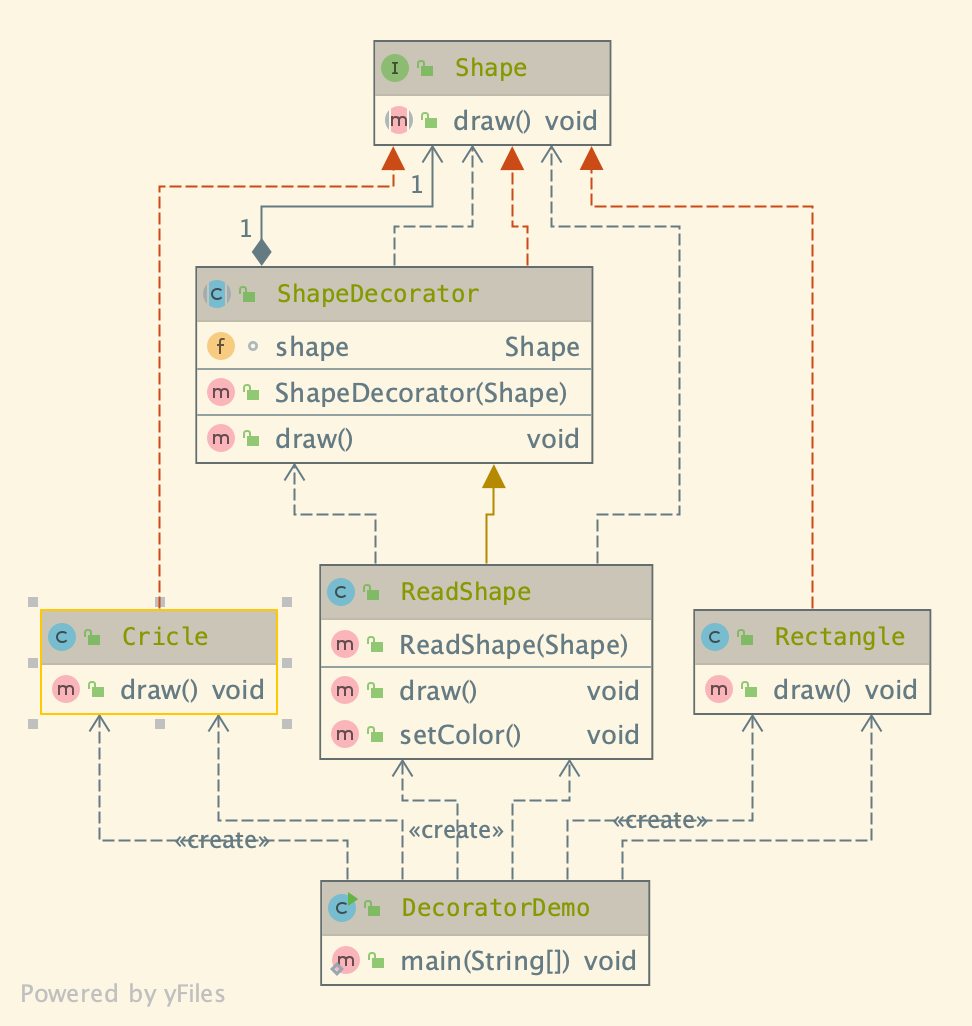 I Shape
m draw() void
1
1
C ShapeDecorator
f shape Shape
m ShapeDecorator(Shape)
m draw() void
C ReadShape
m ReadShape(Shape)
m draw() void
m setColor() void
C Cricle
m draw() void
C Rectangle
m draw() void
«create»
«create»
«create»
C DecoratorDemo
m main(String[]) void
Powered by yFiles